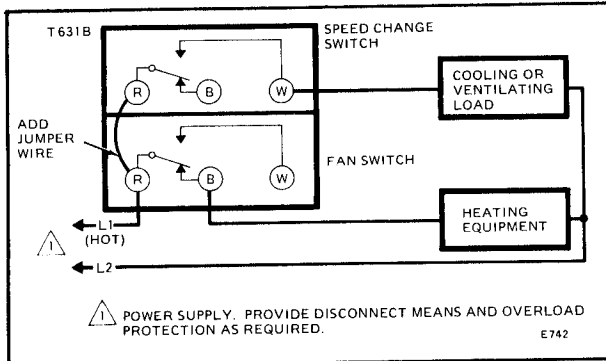 T631B
SPEED CHANGE
SWITCH
R
B
W
COOLING OR
VENTILATING
LOAD
ADD
JUMPER
WIRE
FAN SWITCH
R
B
W
L1
(HOT)
HEATING
EQUIPMENT
1
L2
1 POWER SUPPLY. PROVIDE DISCONNECT MEANS AND OVERLOAD
PROTECTION AS REQUIRED.
E742